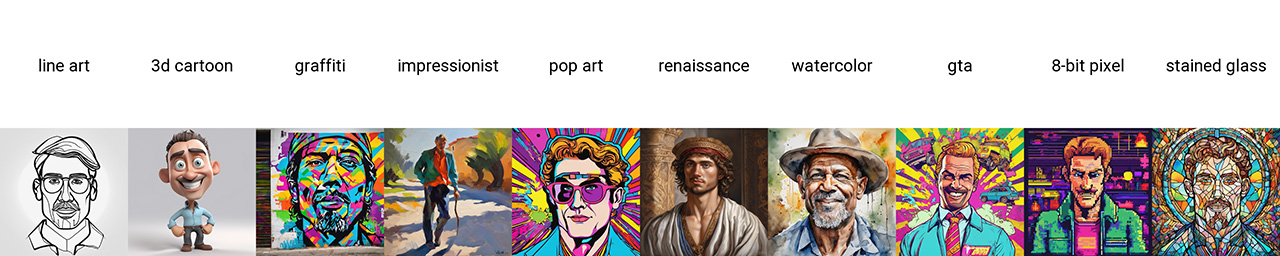 line art 3d cartoon graffiti impressionist pop art renaissance watercolor gta 8-bit pixel stained glass